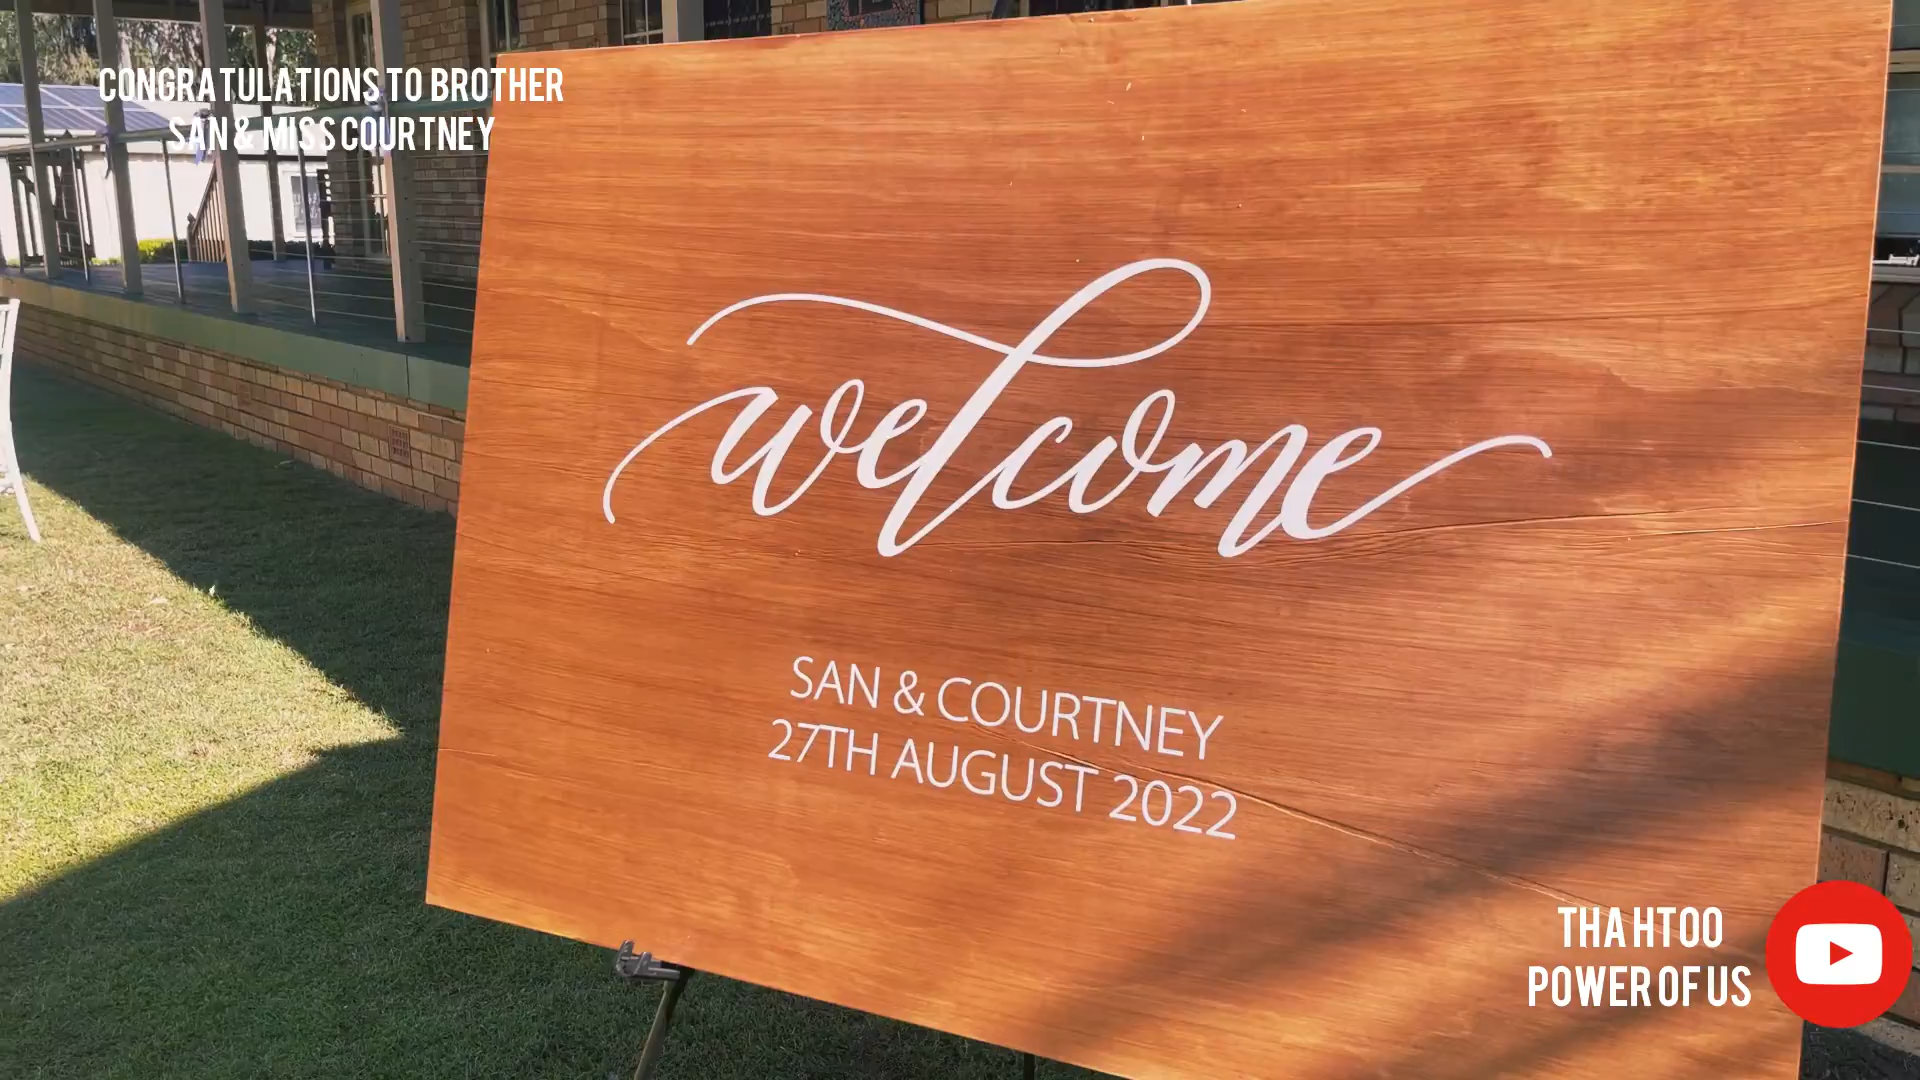 CONGRATULATIONS TO BROTHER
SAN & MISS COURTNEY
welcome
SAN & COURTNEY
27TH AUGUST 2022
THA HTOO
POWER OF US